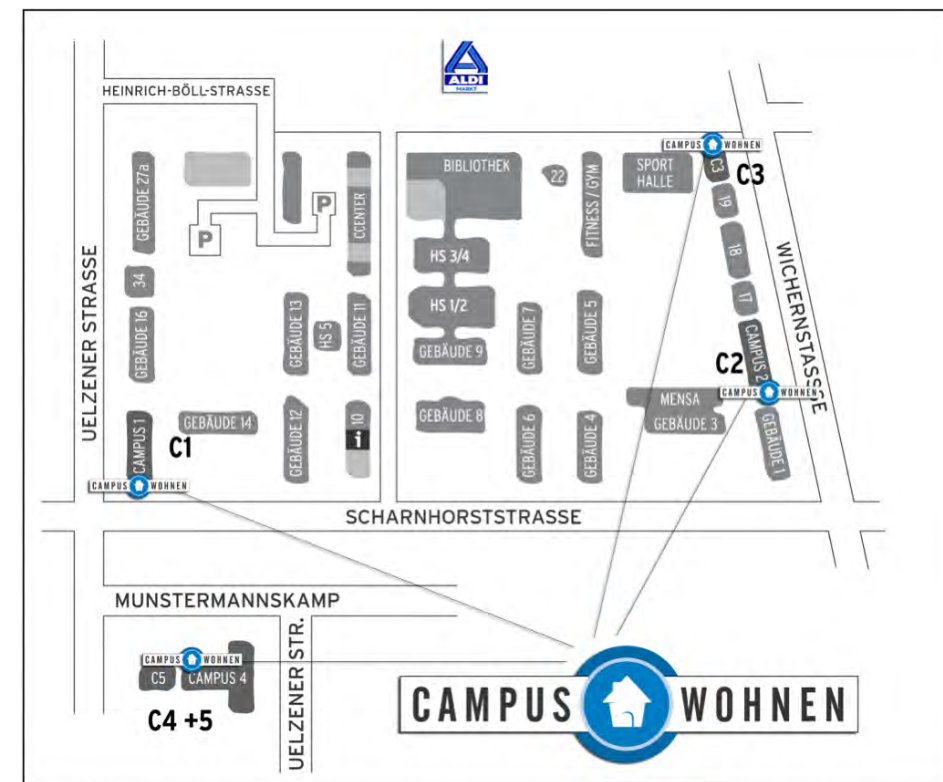 ALDI
MARKT
HEINRICH-BÖLL-STRASSE
UELZENER STRASSE
GEBÄUDE 27a
34
GEBÄUDE 16
CAMPUS 1
C1
CAMPUS WOHNEN
GEBÄUDE 14
P
P
CCENTER
GEBÄUDE 13
HS 5
GEBÄUDE 11
GEBÄUDE 12
10
i
BIBLIOTHEK
HS 3/4
HS 1/2
GEBÄUDE 9
GEBÄUDE 8
22
FITNESS / GYM
GEBÄUDE 7
GEBÄUDE 5
GEBÄUDE 6
GEBÄUDE 4
SPORT
HALLE
CAMPUS WOHNEN
C3
C3
19
18
17
WICHERNSTASSE
C2
CAMPUS 2
CAMPUS WOHNEN
MENSA
GEBÄUDE 3
GEBÄUDE 1
SCHARNHORSTSTRASSE
MUNSTERMANNSKAMP
UELZENER STR.
CAMPUS WOHNEN
C5
CAMPUS 4
C4 +5
CAMPUS WOHNEN